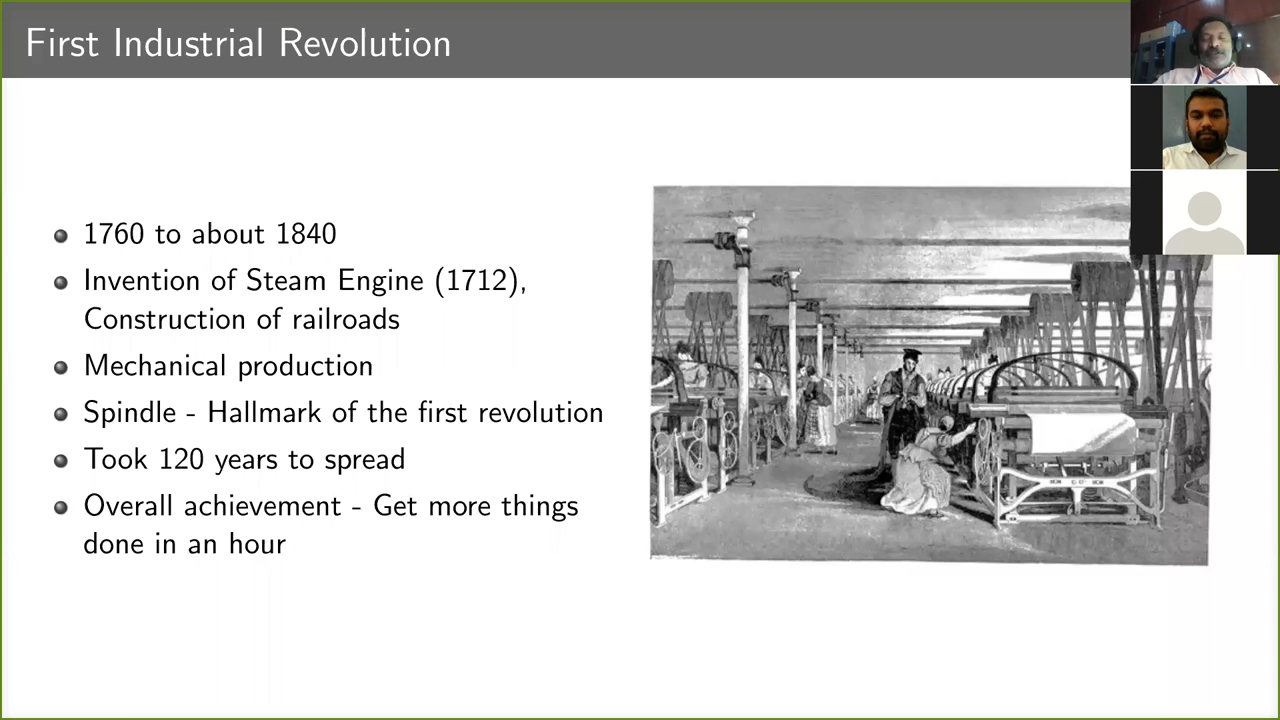 First Industrial Revolution
1760 to about 1840
Invention of Steam Engine (1712),
Construction of railroads
Mechanical production
Spindle - Hallmark of the first revolution
Took 120 years to spread
Overall achievement - Get more things
done in an hour